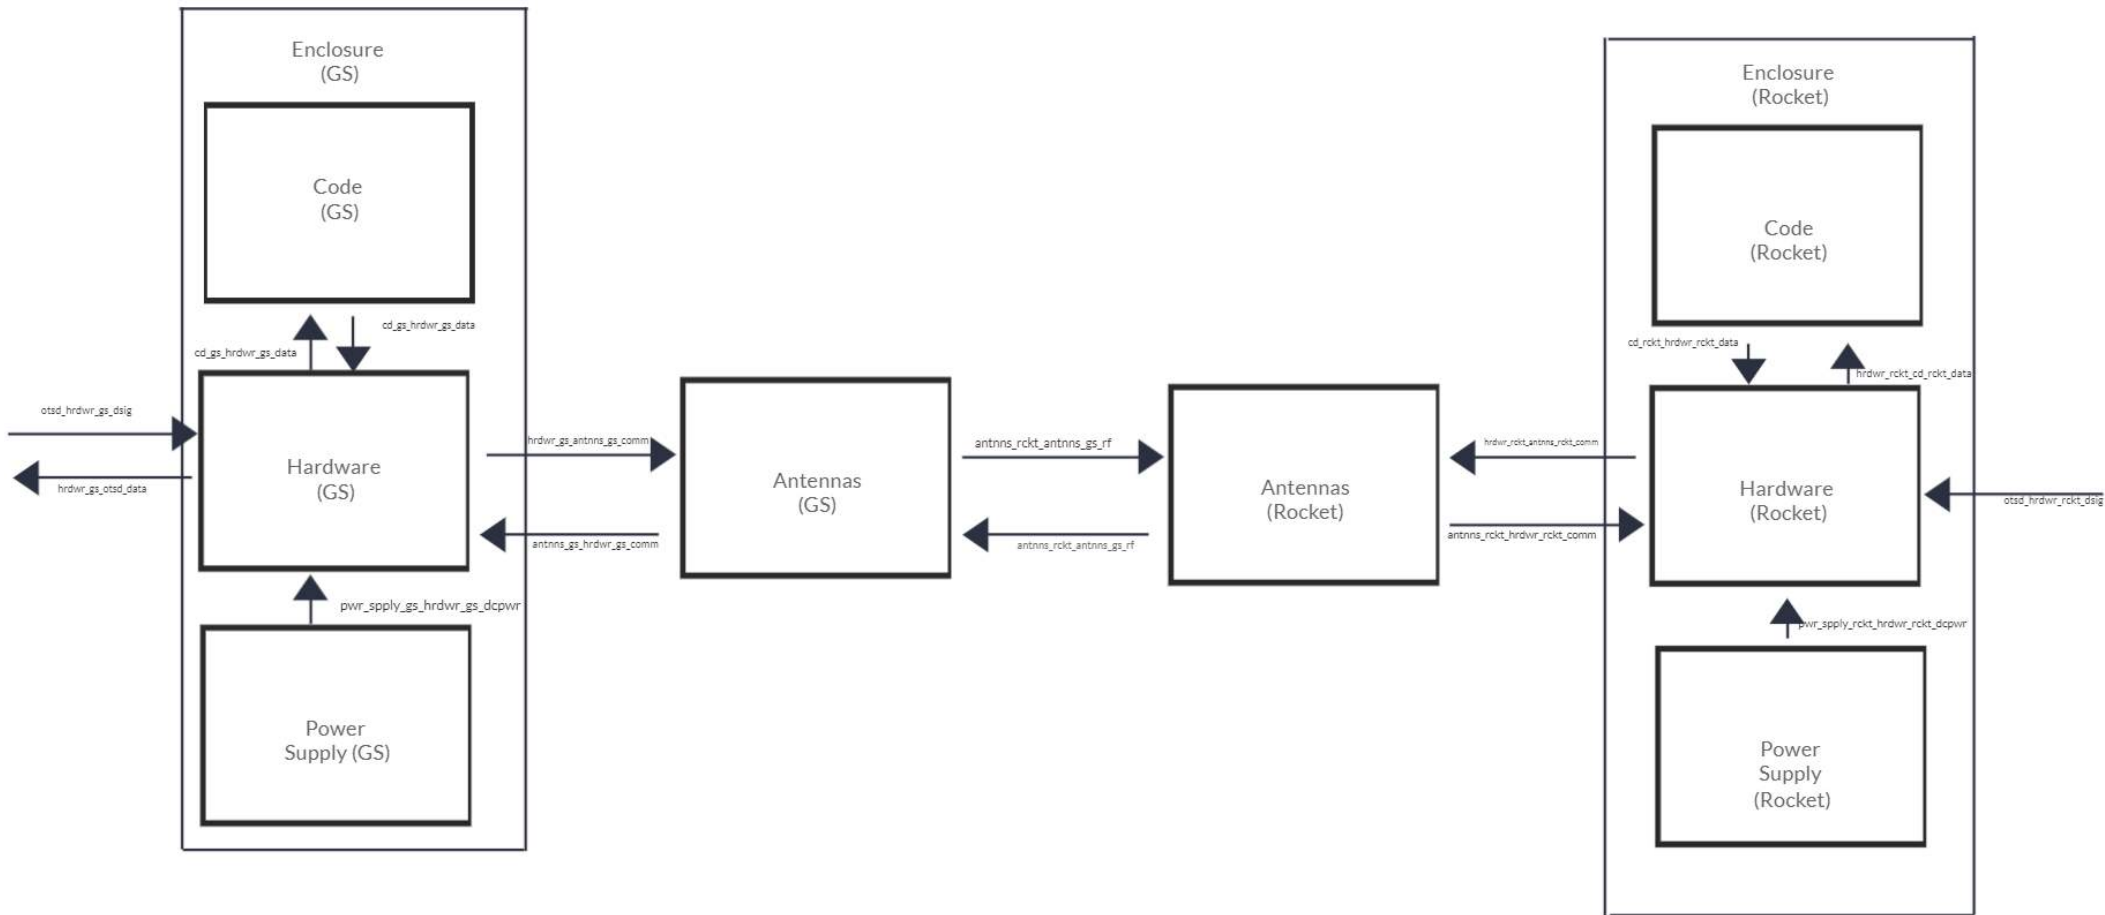 Enclosure
(GS)
Code
(GS)
cd_gs_hrdwr_gs_data
cd_gs_hrdwr_gs_data
otsd_hrdwr_gs_dsig
hrdwr_gs_otsd_data
Hardware
(GS)
pwr_spply_gs_hrdwr_gs_dcpwr
Power
Supply (GS)
hrdwr_gs_antnns_gs_comm
antnns_gs_hrdwr_gs_comm
Antennas
(GS)
antnns_rckt_antnns_gs_rf
antnns_rckt_antnns_gs_rf
Antennas
(Rocket)
hrdwr_rckt_antnns_rckt_comm
antnns_rckt_hrdwr_rckt_comm
Enclosure
(Rocket)
Code
(Rocket)
cd_rckt_hrdwr_rckt_data
hrdwr_rckt_cd_rckt_data
Hardware
(Rocket)
otsd_hrdwr_rckt_dsig
pwr_spply_rckt_hrdwr_rckt_dcpwr
Power
Supply
(Rocket)